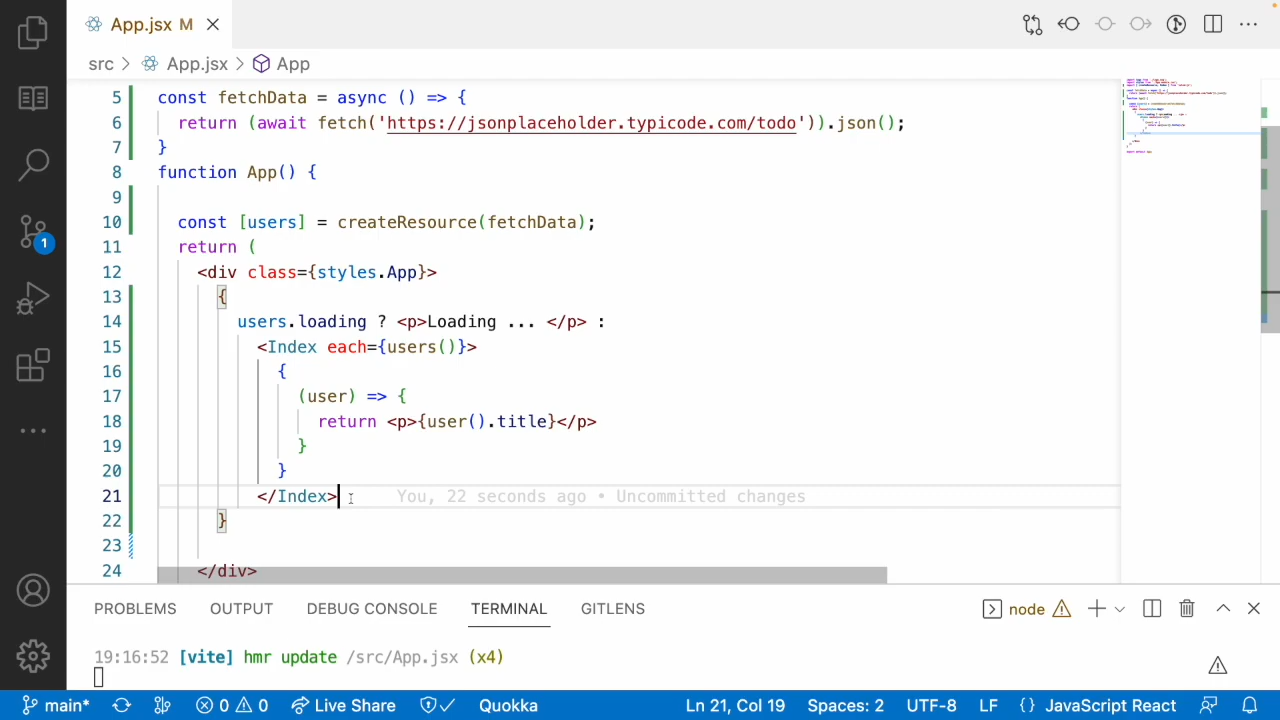 App.jsx M
src > App.jsx > App
5 const fetchData = async () => {
6 return (await fetch('https://jsonplaceholder.typicode.com/todo')).json();
7 }
8 function App() {
9
10 const [users] = createResource(fetchData);
11 return (
12 <div class={styles.App}>
13 {
14 users.loading ? <p>Loading ... </p> :
15 <Index each={users()}>
16 {
17 (user) => {
18 return <p>{user().title}</p>
19 }
20 }
21 </Index> You, 22 seconds ago • Uncommitted changes
22 }
23
24 </div>
1
PROBLEMS OUTPUT DEBUG CONSOLE TERMINAL GITLENS node
19:16:52 [vite] hmr update /src/App.jsx (x4)
main* 0 0 Live Share Quokka Ln 21, Col 19 Spaces: 2 UTF-8 LF {} JavaScript React